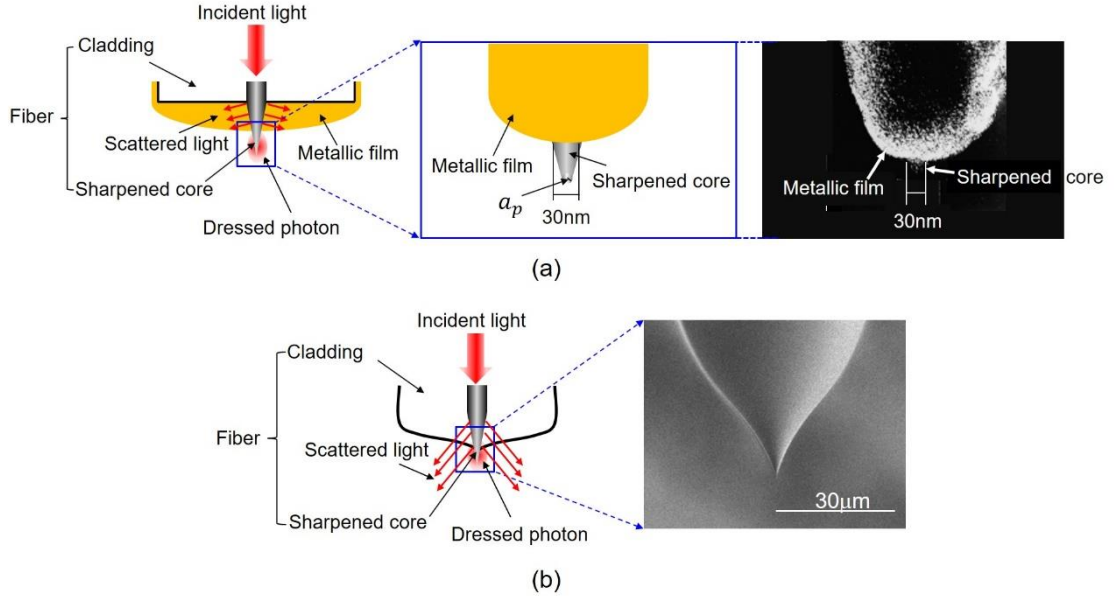 Incident light
Cladding
Fiber
Scattered light
Metallic film
Sharpened core
Dressed photon
Metallic film
Sharpened core
a_p
30nm
Metallic film
Sharpened core
30nm
(a)
Incident light
Cladding
Fiber
Scattered light
Sharpened core
Dressed photon
30μm
(b)